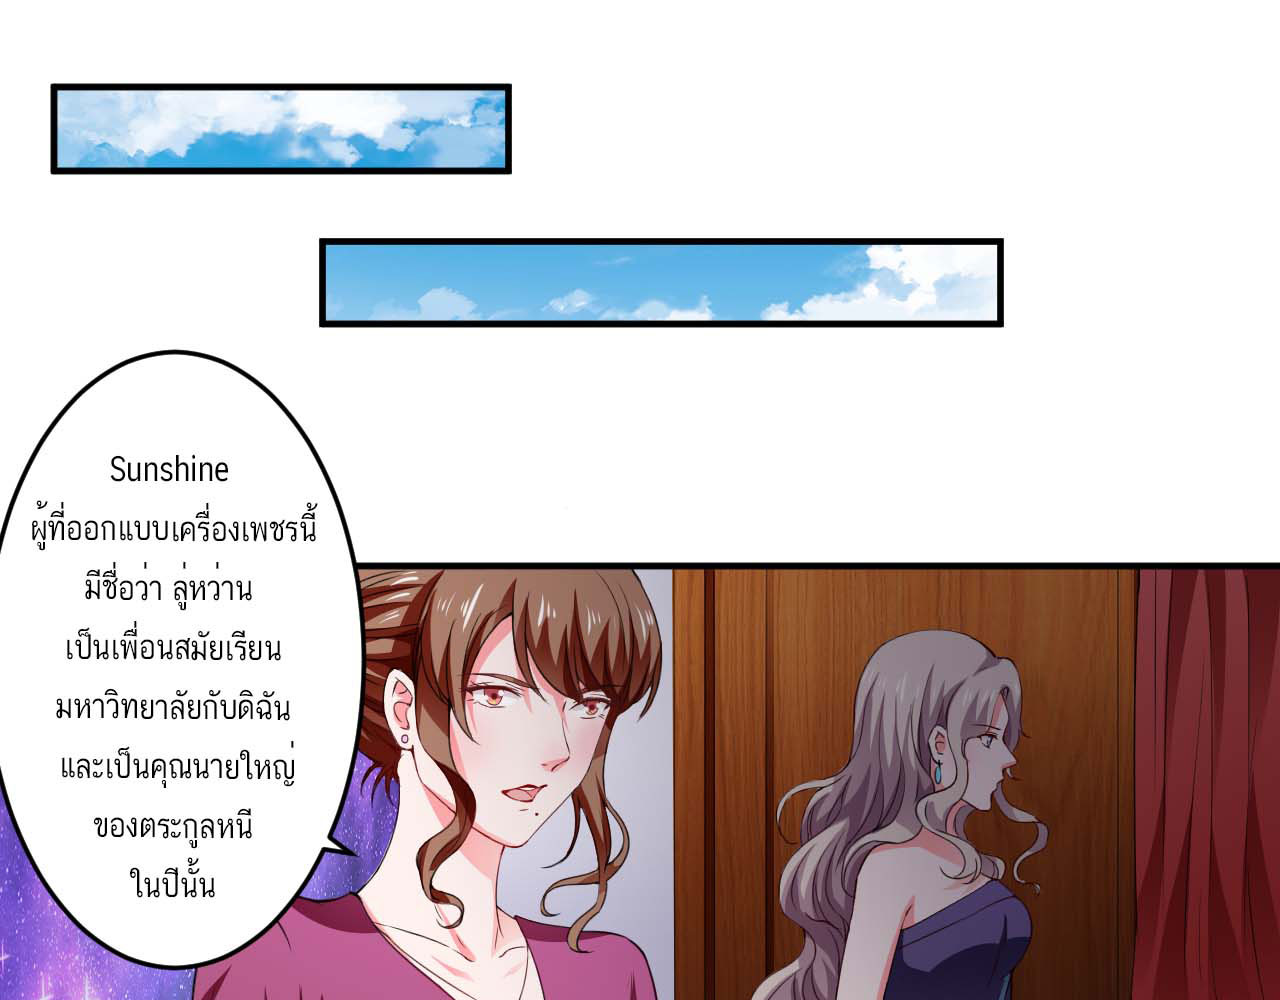 Sunshine
ผู้ที่ออกแบบเครื่องเพชรนี้
มีชื่อว่า ลู่หว่าน
เป็นเพื่อนสมัยเรียน
มหาวิทยาลัยกับดิฉัน
และเป็นคุณนายใหญ่
ของตระกูลหนี
ในปีนั้น